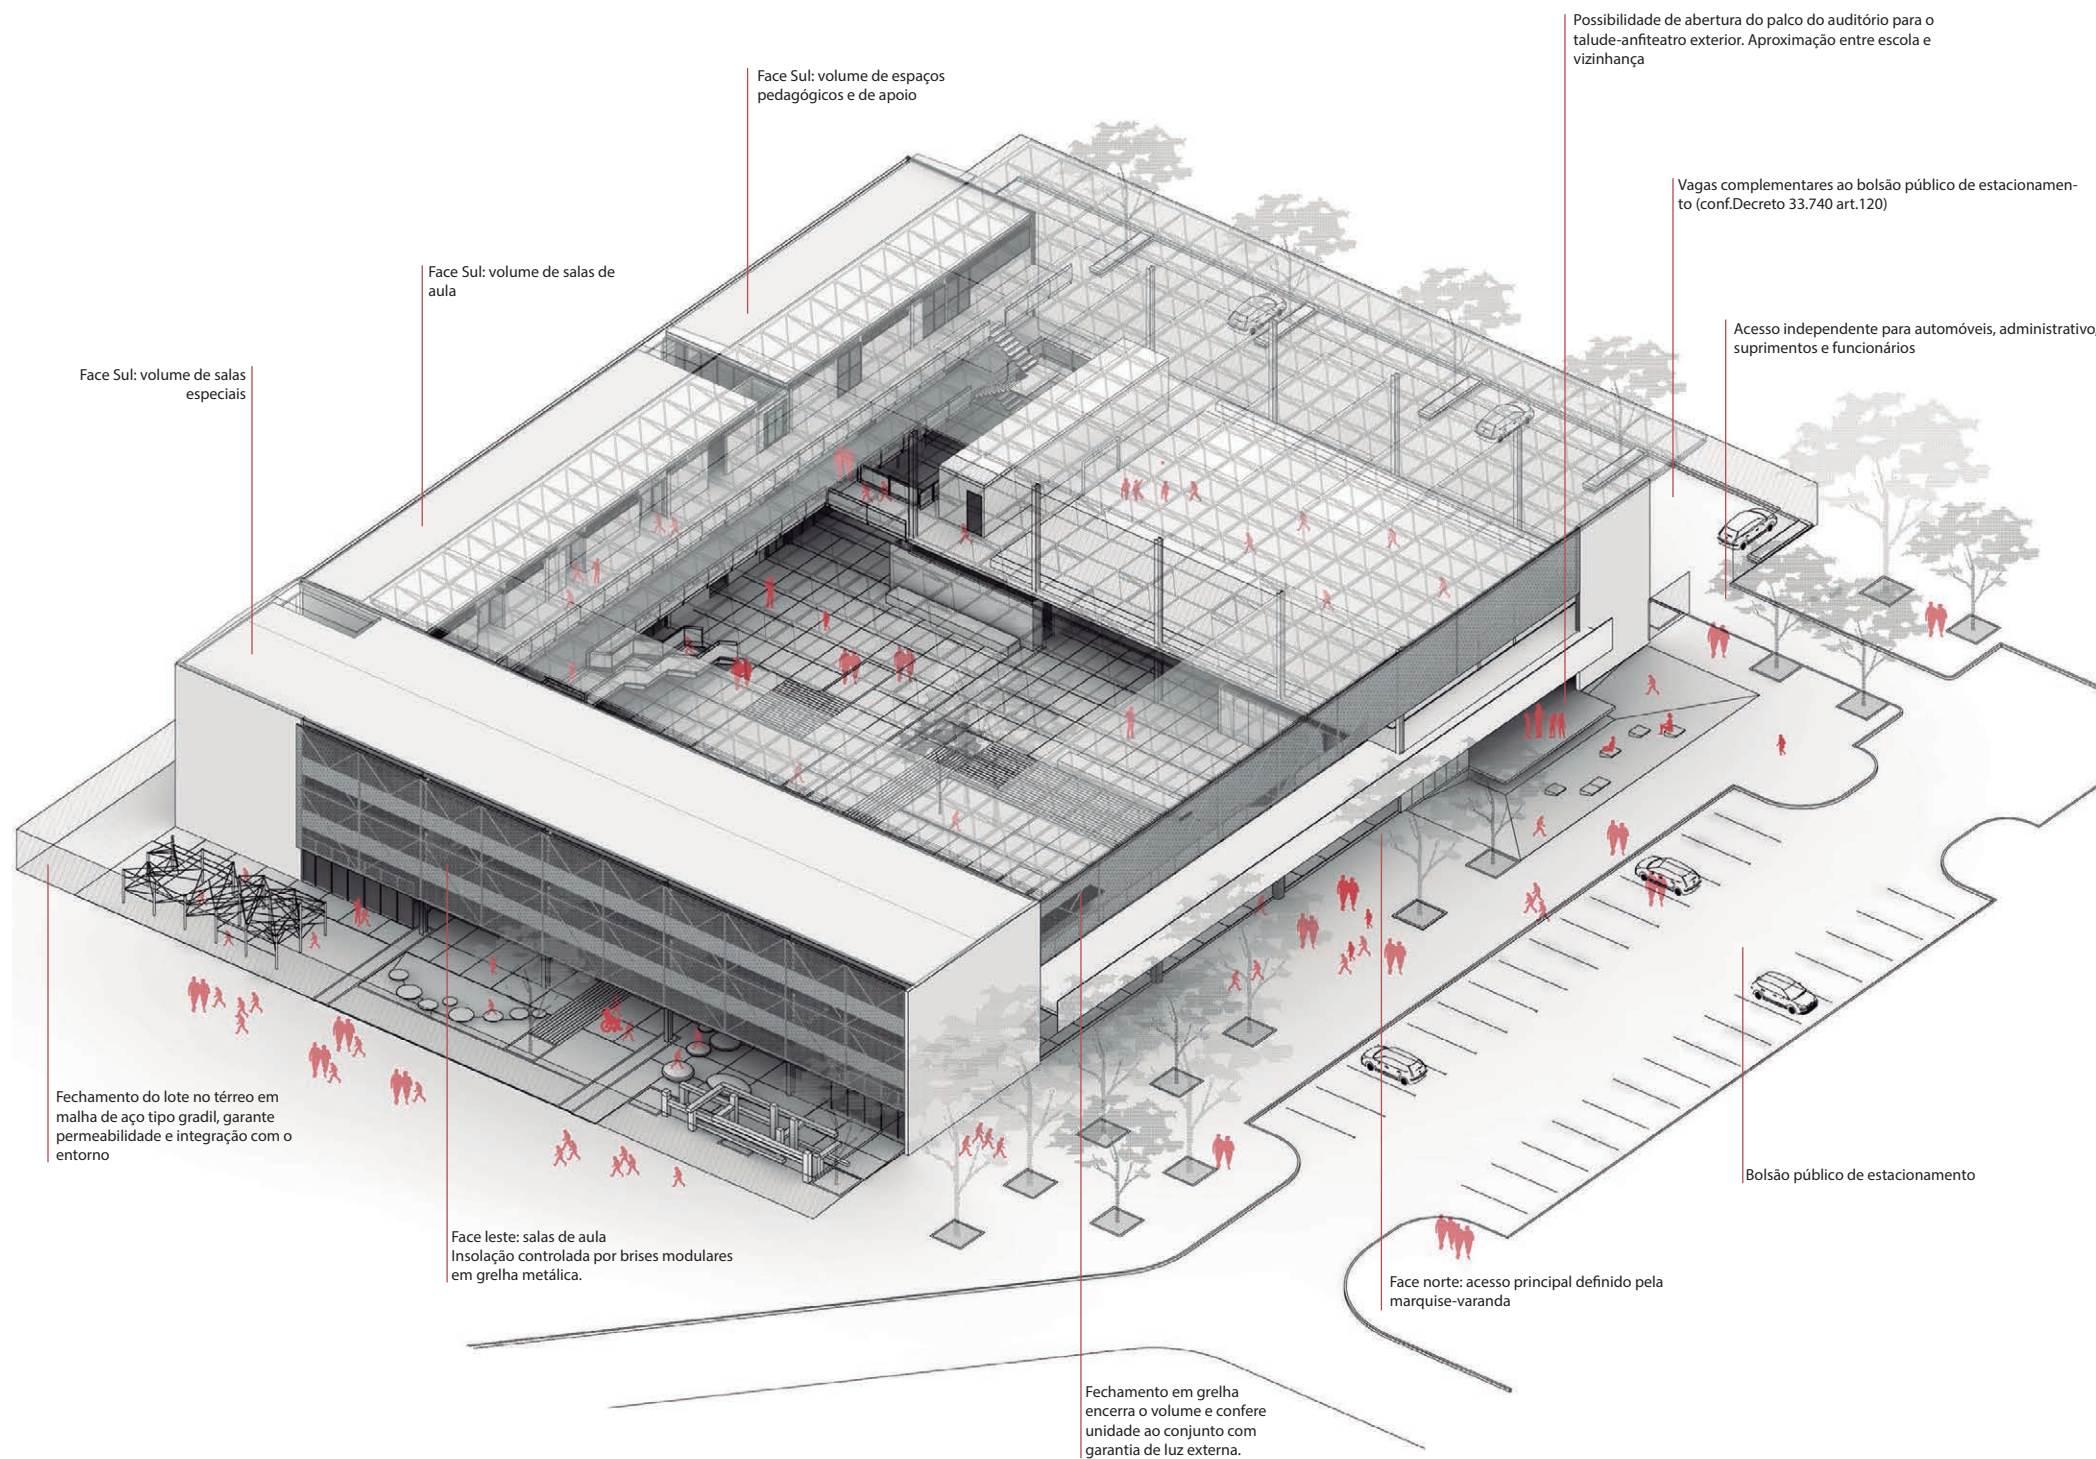 Possibilidade de abertura do palco do auditório para o
talude-anfiteatro exterior. Aproximação entre escola e
vizinhança
Face Sul: volume de espaços
pedagógicos e de apoio
Vagas complementares ao bolsão público de estacionamen-
to (conf.Decreto 33.740 art.120)
Face Sul: volume de salas de
aula
Acesso independente para automóveis, administrativo,
suprimentos e funcionários
Face Sul: volume de salas
especiais
Fechamento do lote no térreo em
malha de aço tipo gradil, garante
permeabilidade e integração com o
entorno
Bolsão público de estacionamento
Face leste: salas de aula
Insolação controlada por brises modulares
em grelha metálica.
Face norte: acesso principal definido pela
marquise-varanda
Fechamento em grelha
encerra o volume e confere
unidade ao conjunto com
garantia de luz externa.